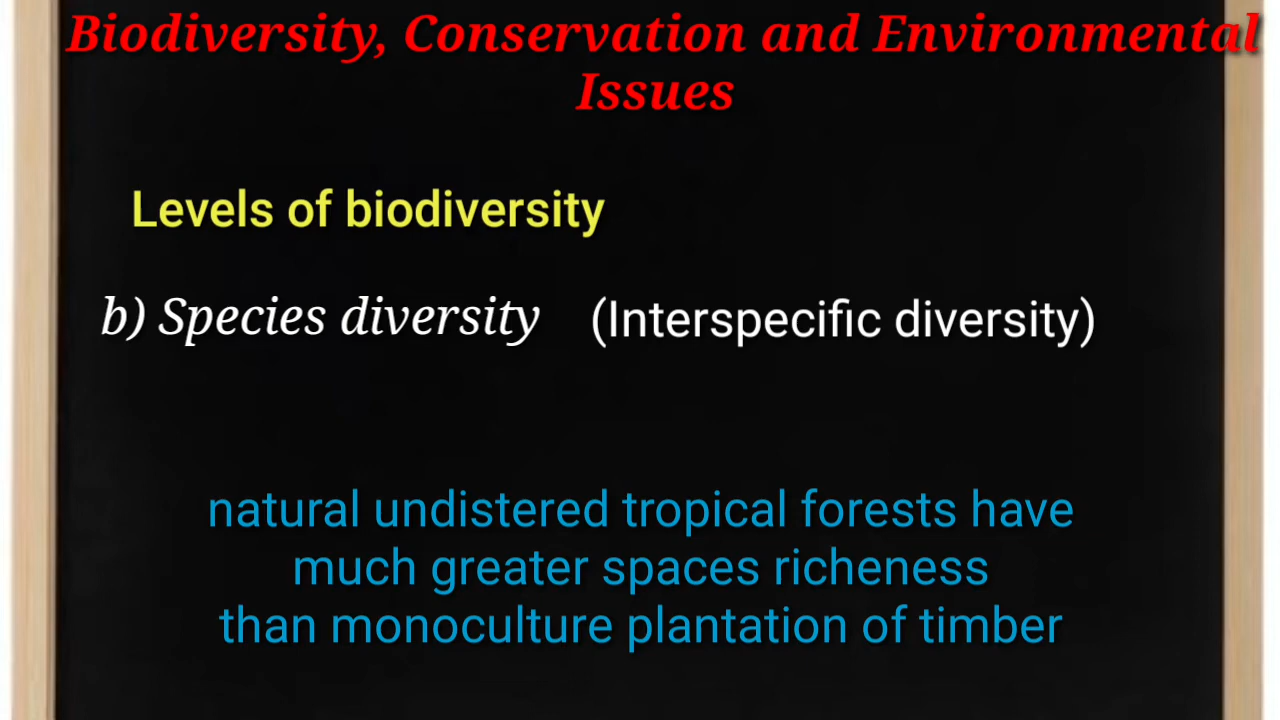 Biodiversity, Conservation and Environmental
Issues
Levels of biodiversity
b) Species diversity (Interspecific diversity)
natural undistered tropical forests have
much greater spaces richeness
than monoculture plantation of timber